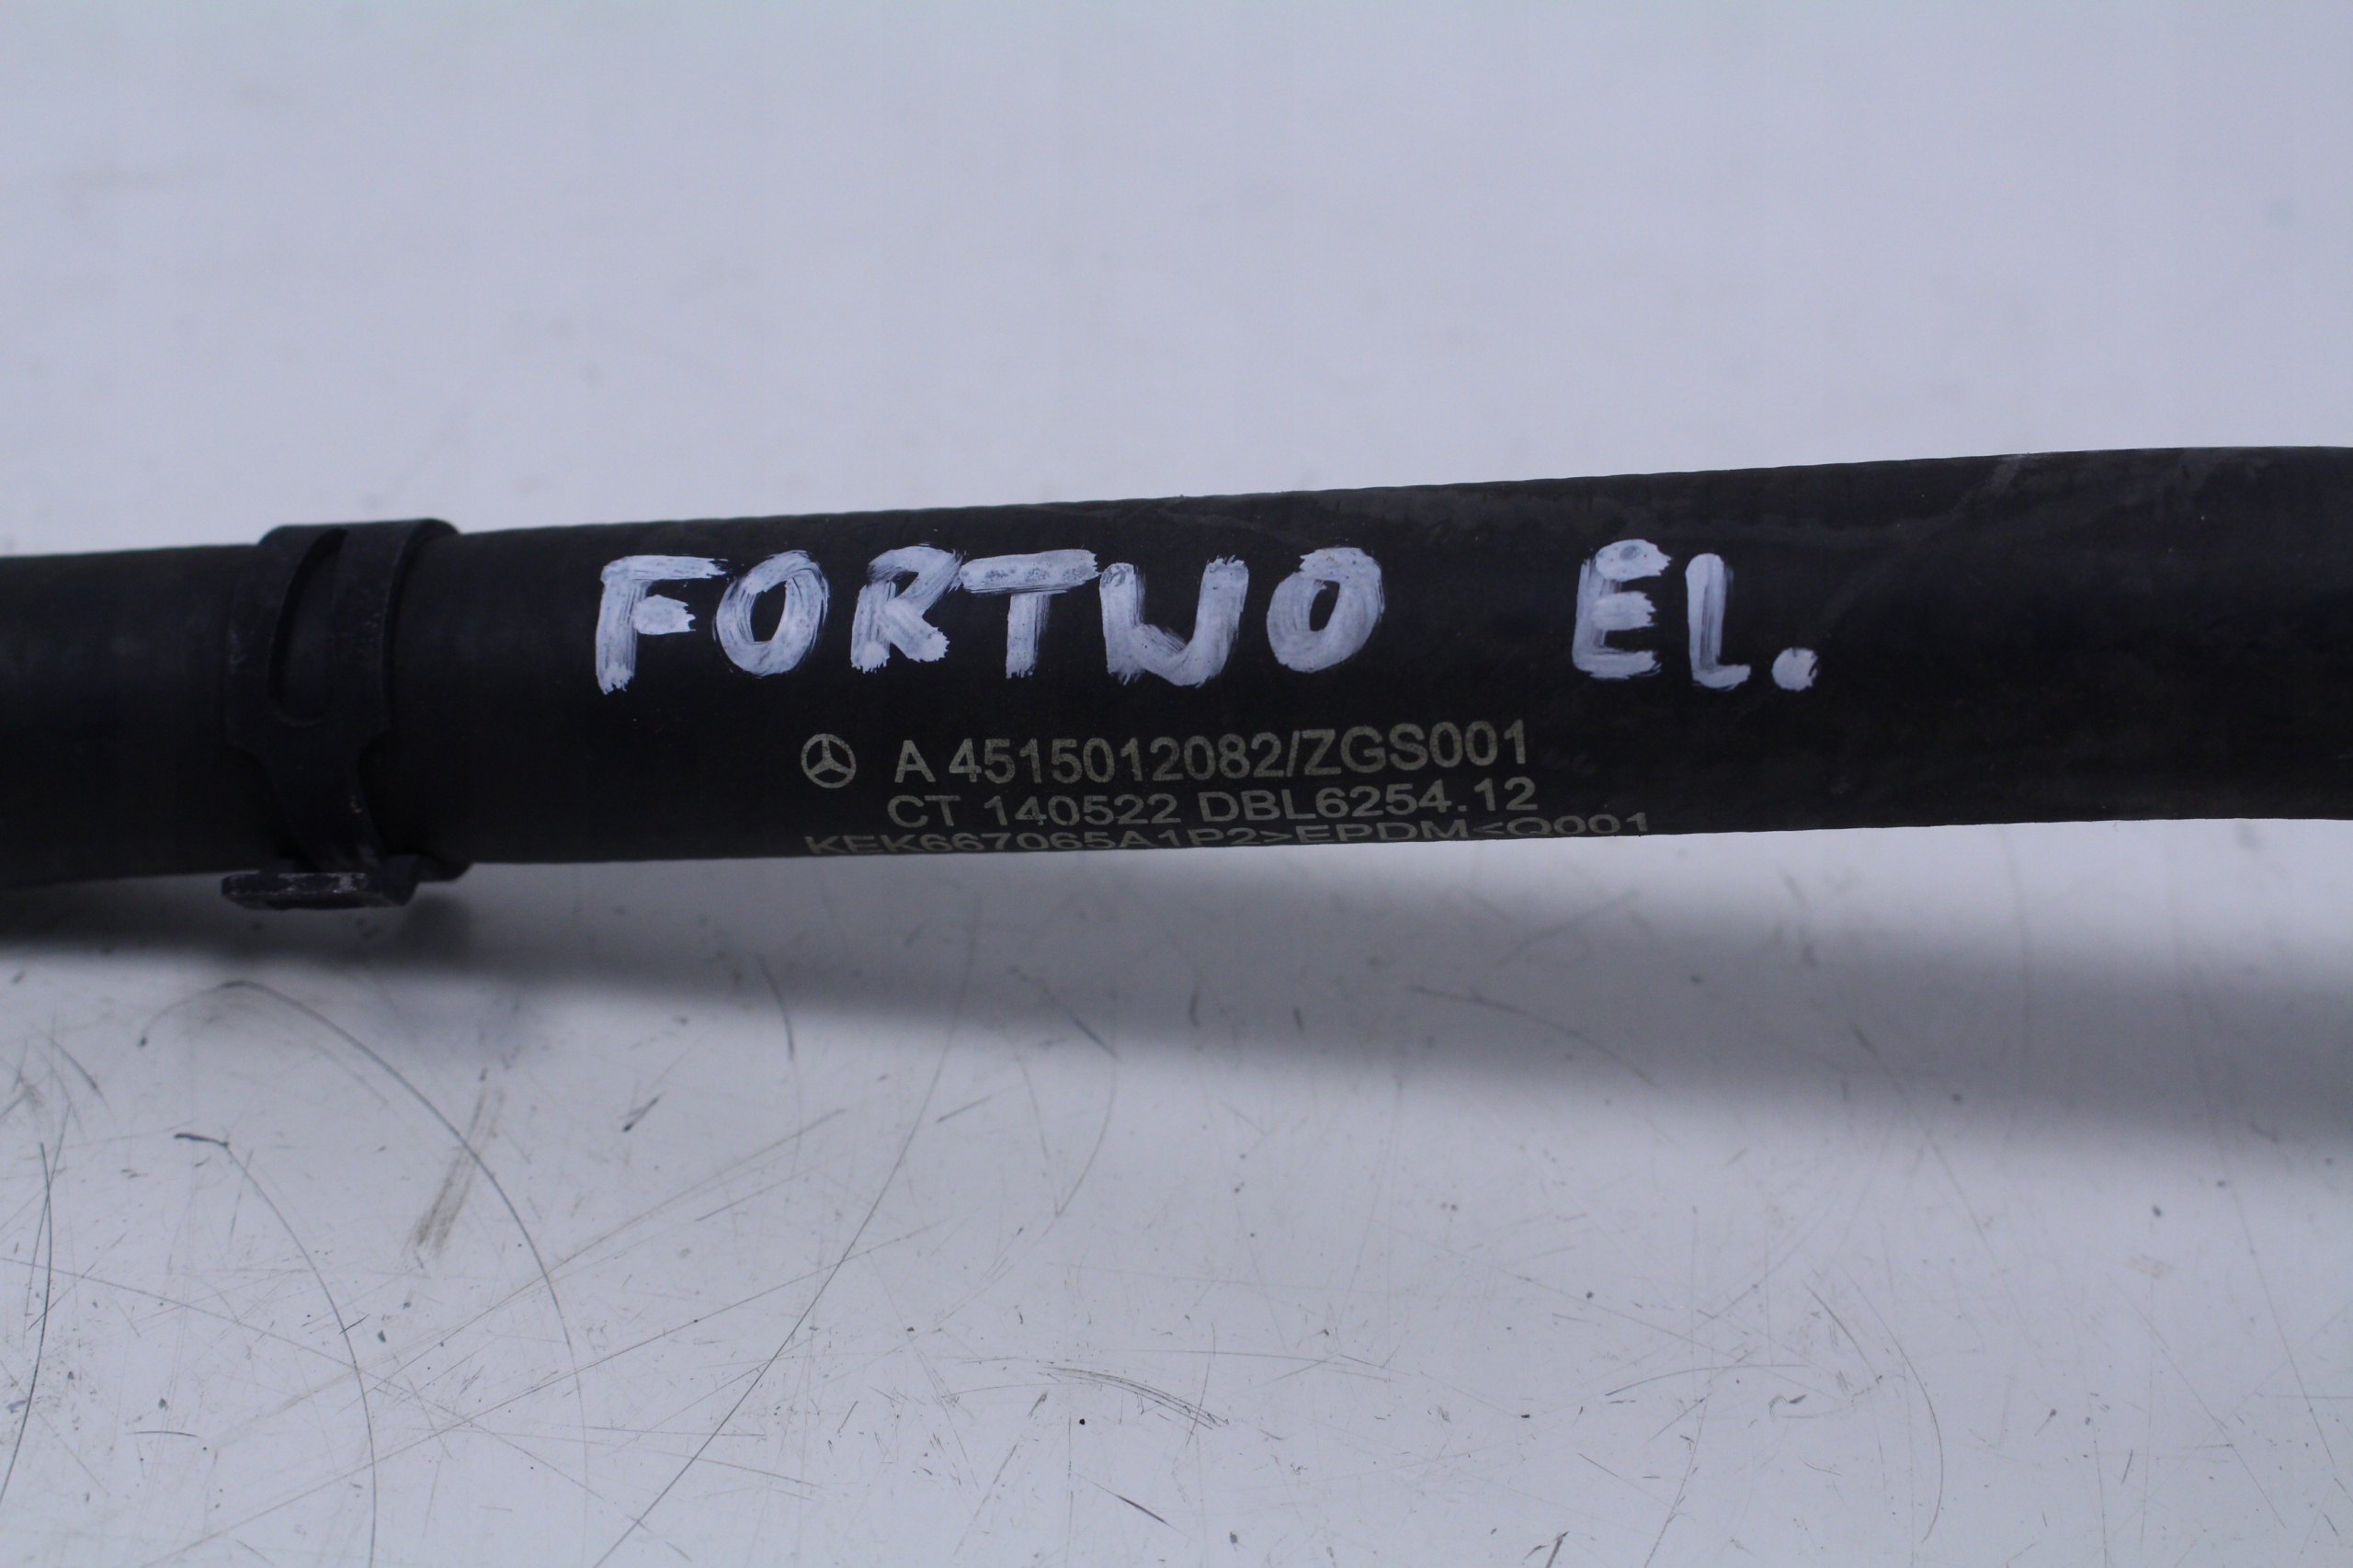 FORTWO EL.
A 4515012082/ZGS001
CT 140522 DBL6254.12
KEK667065A1P2>EPDM<Q001